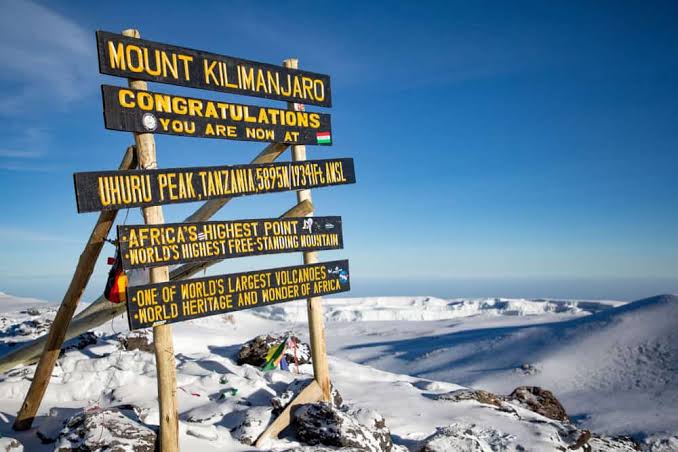 MOUNT KILIMANJARO
CONGRATULATIONS
YOU ARE NOW AT
UHURU PEAK, TANZANIA, 5895M/19341Ft AMSL
AFRICA'S HIGHEST POINT
WORLD'S HIGHEST FREE-STANDING MOUNTAIN
ONE OF WORLD'S LARGEST VOLCANOES
WORLD HERITAGE AND WONDER OF AFRICA